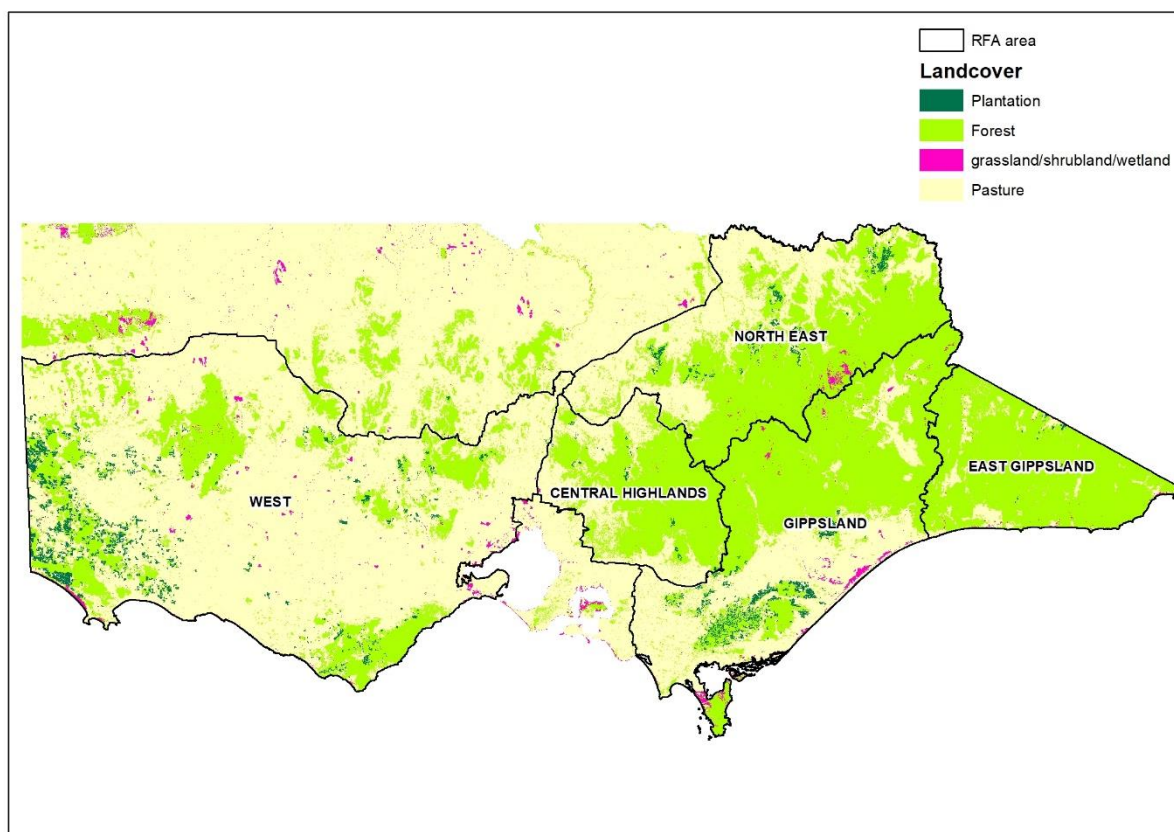 RFA area
Landcover
Plantation
Forest
grassland/shrubland/wetland
Pasture
NORTH EAST
EAST GIPPSLAND
CENTRAL HIGHLANDS
WEST
GIPPSLAND